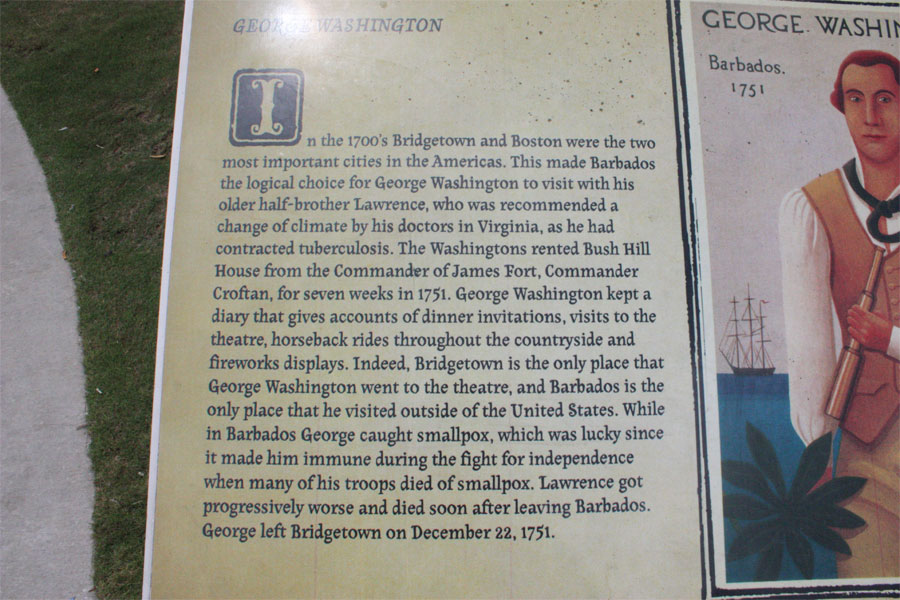 GEORGE WASHINGTON
In the 1700's Bridgetown and Boston were the two
most important cities in the Americas. This made Barbados
the logical choice for George Washington to visit with his
older half-brother Lawrence, who was recommended a
change of climate by his doctors in Virginia, as he had
contracted tuberculosis. The Washingtons rented Bush Hill
House from the Commander of James Fort, Commander
Croftan, for seven weeks in 1751. George Washington kept a
diary that gives accounts of dinner invitations, visits to the
theatre, horseback rides throughout the countryside and
fireworks displays. Indeed, Bridgetown is the only place that
George Washington went to the theatre, and Barbados is the
only place that he visited outside of the United States. While
in Barbados George caught smallpox, which was lucky since
it made him immune during the fight for independence
when many of his troops died of smallpox. Lawrence got
progressively worse and died soon after leaving Barbados.
George left Bridgetown on December 22, 1751.
GEORGE. WASHIN
Barbados.
1751